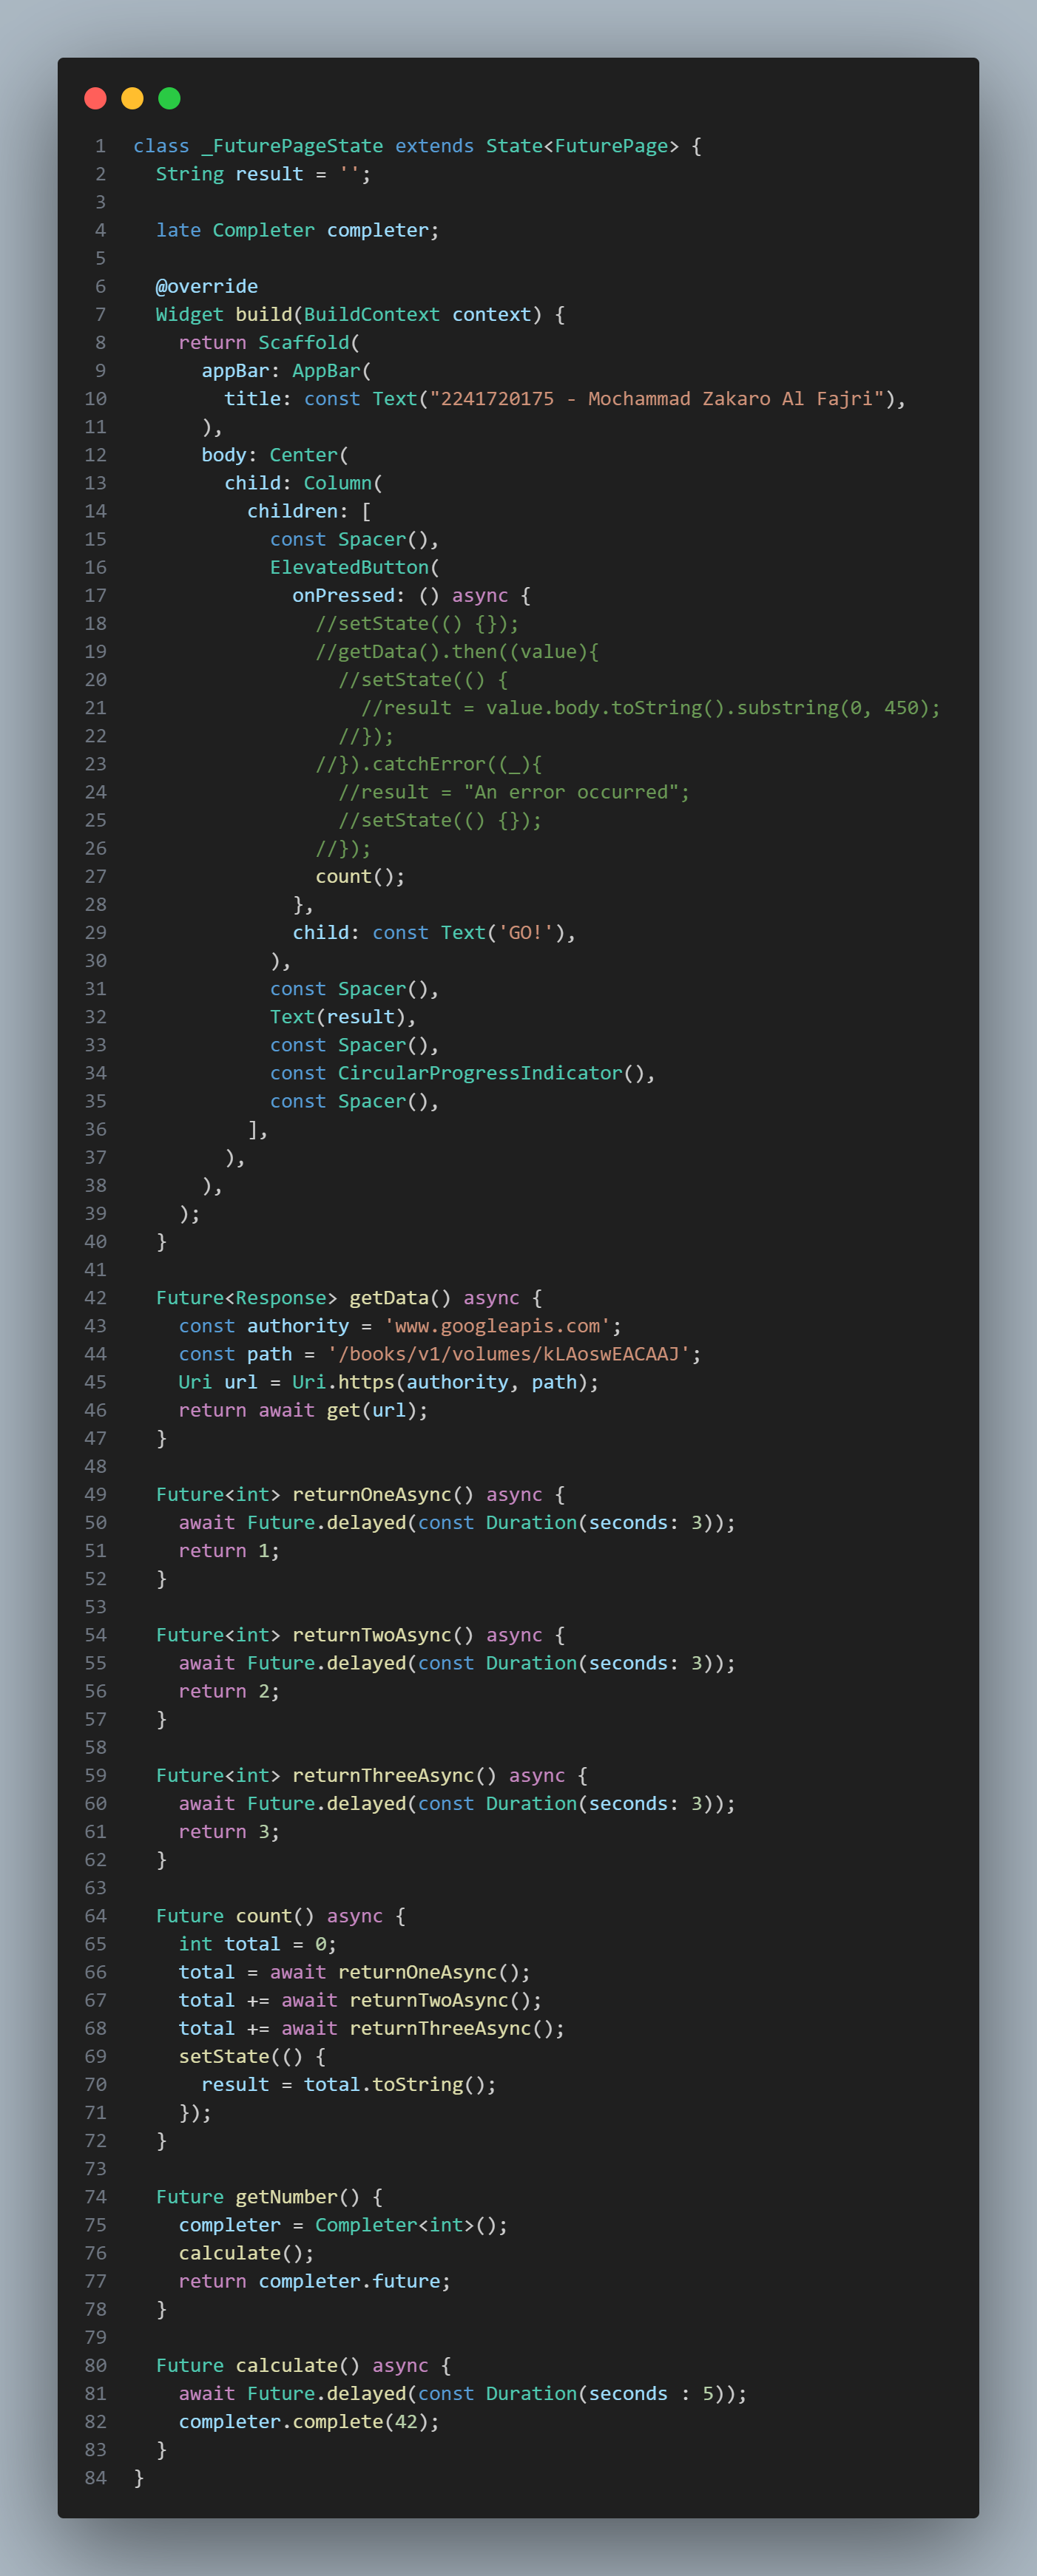 1 class _FuturePageState extends State<FuturePage> {
2   String result = '';
3
4   late Completer completer;
5
6   @override
7   Widget build(BuildContext context) {
8     return Scaffold(
9       appBar: AppBar(
10         title: const Text("2241720175 - Mochammad Zakaro Al Fajri"),
11       ),
12       body: Center(
13         child: Column(
14           children: [
15             const Spacer(),
16             ElevatedButton(
17               onPressed: () async {
18                 //setState(() {});
19                 //getData().then((value){
20                   //setState(() {
21                     //result = value.body.toString().substring(0, 450);
22                   //});
23                 //}).catchError((_){
24                   //result = "An error occurred";
25                   //setState(() {});
26                 //});
27                 count();
28               },
29               child: const Text('GO!'),
30             ),
31             const Spacer(),
32             Text(result),
33             const Spacer(),
34             const CircularProgressIndicator(),
35             const Spacer(),
36           ],
37         ),
38       ),
39     );
40   }
41
42   Future<Response> getData() async {
43     const authority = 'www.googleapis.com';
44     const path = '/books/v1/volumes/kLAoswEACAAJ';
45     Uri url = Uri.https(authority, path);
46     return await get(url);
47   }
48
49   Future<int> returnOneAsync() async {
50     await Future.delayed(const Duration(seconds: 3));
51     return 1;
52   }
53
54   Future<int> returnTwoAsync() async {
55     await Future.delayed(const Duration(seconds: 3));
56     return 2;
57   }
58
59   Future<int> returnThreeAsync() async {
60     await Future.delayed(const Duration(seconds: 3));
61     return 3;
62   }
63
64   Future count() async {
65     int total = 0;
66     total = await returnOneAsync();
67     total += await returnTwoAsync();
68     total += await returnThreeAsync();
69     setState(() {
70       result = total.toString();
71     });
72   }
73
74   Future getNumber() {
75     completer = Completer<int>();
76     calculate();
77     return completer.future;
78   }
79
80   Future calculate() async {
81     await Future.delayed(const Duration(seconds : 5));
82     completer.complete(42);
83   }
84 }